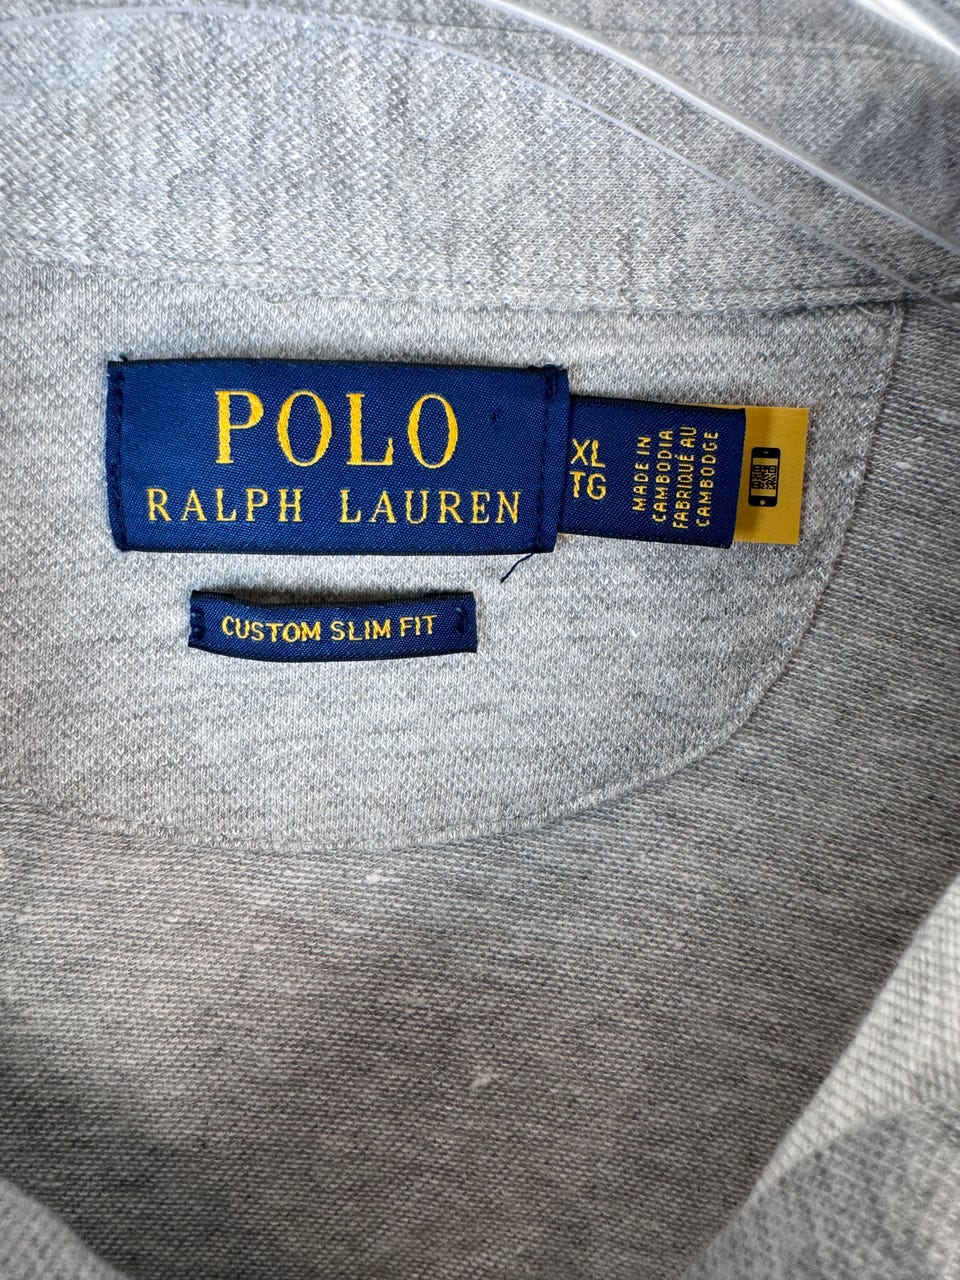 POLO
RALPH LAUREN
XL
TG
MADE IN
CAMBODIA
FABRIQUÉ AU
CAMBODGE
CUSTOM SLIM FIT